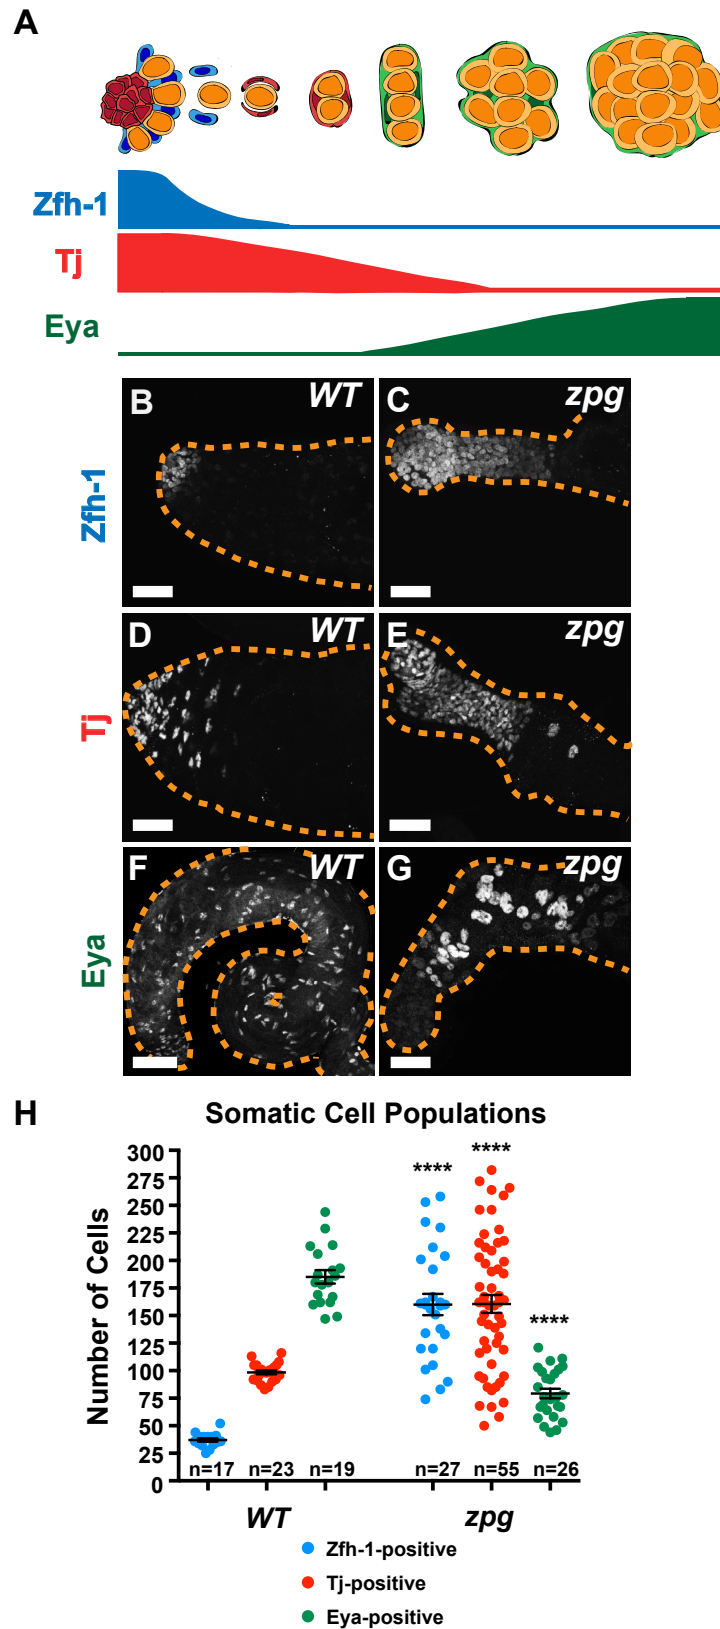 A
Zfh-1
Tj
Eya
B WT C zpg
Zfh-1
D WT E zpg
Tj
F WT G zpg
Eya
H Somatic Cell Populations
Number of Cells
300
275
250
225
200
175
150
125
100
75
50
25
0
**** **** ****
n=17 n=23 n=19 n=27 n=55 n=26
WT zpg
Zfh-1-positive
Tj-positive
Eya-positive